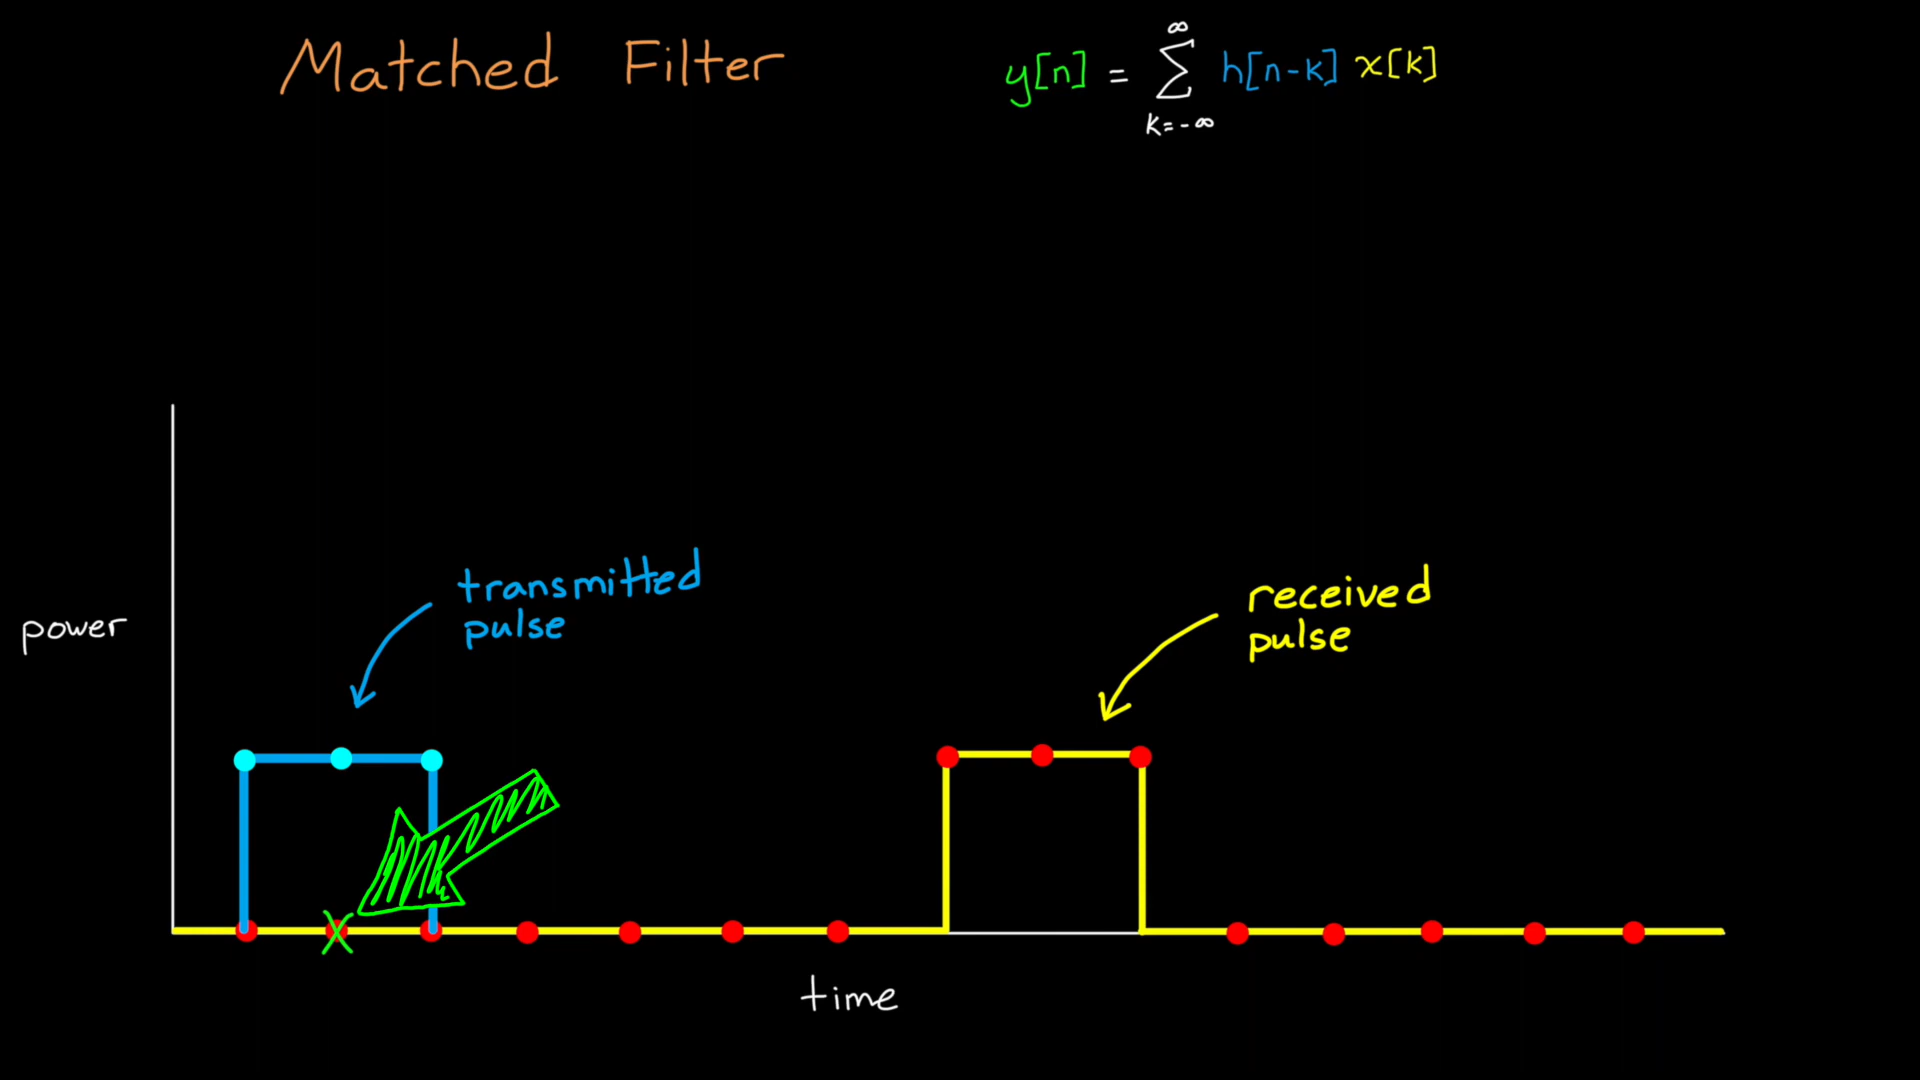 Matched Filter
y[n] = ∞∑k=-∞ h[n-k] x[k]
transmitted
pulse
received
pulse
power
time